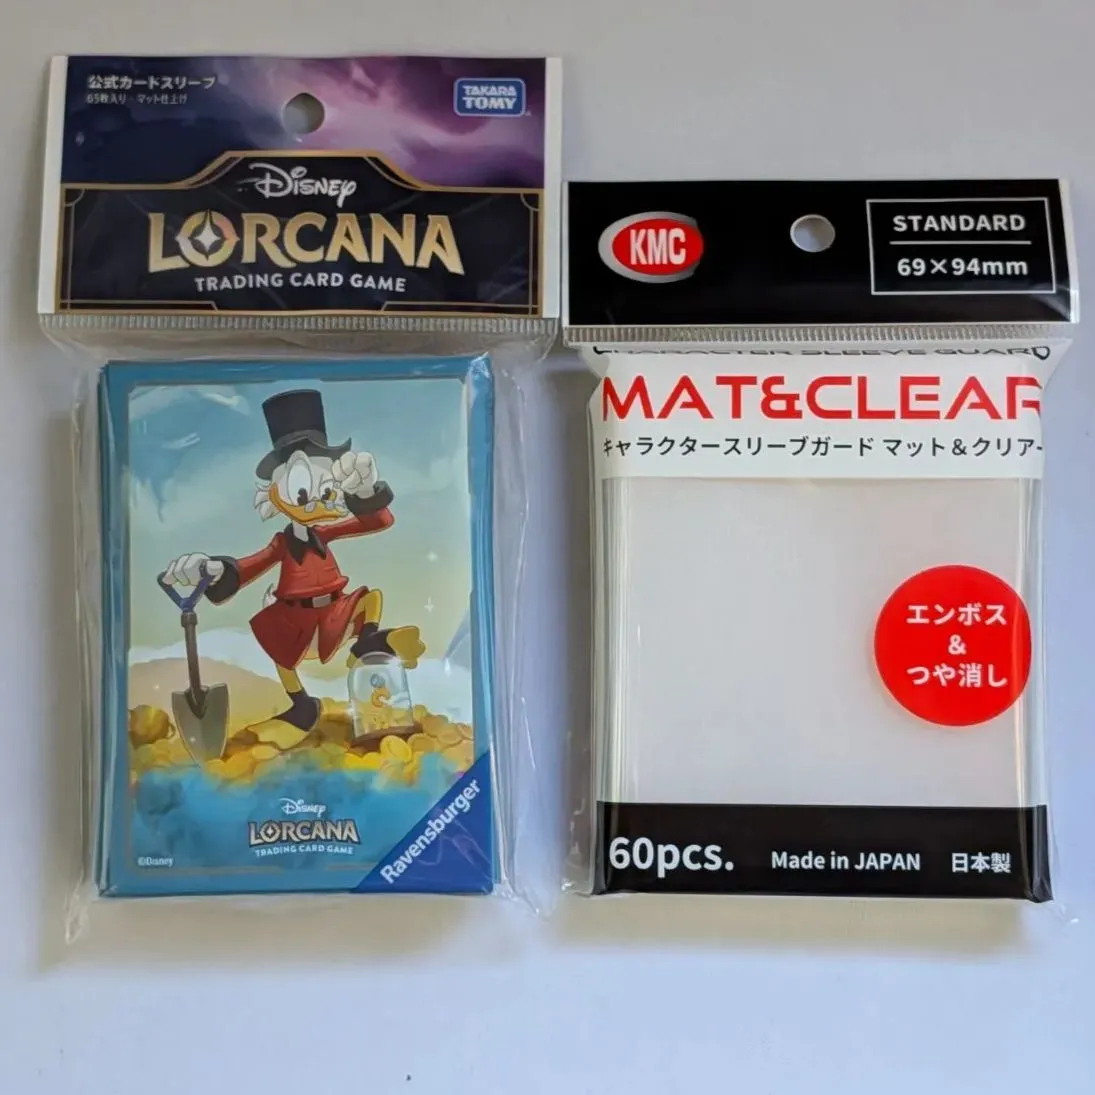 公式カードスリーブ
65枚入り・マット仕上げ
TAKARA TOMY
Disney
LORCANA
TRADING CARD GAME
©Disney
Disney
LORCANA
TRADING CARD GAME
Ravensburger
KMC
STANDARD
69×94mm
CHARACTER SLEEVE GUARD
MAT&CLEAR
キャラクタースリーブガード マット&クリアー
エンボス
&
つや消し
60pcs.
Made in JAPAN
日本製